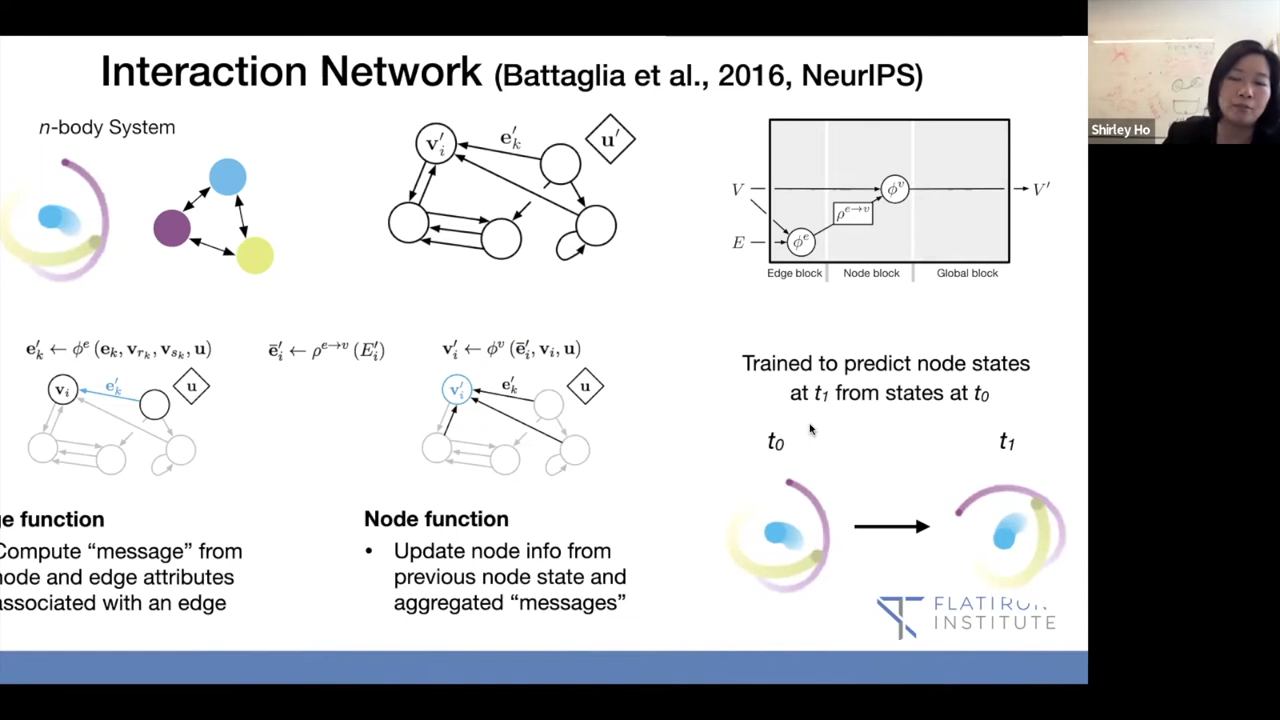 Interaction Network (Battaglia et al., 2016, NeurIPS)
n-body System
v′ᵢ
e′ₖ
u′
V
E
ϕᵉ
ρᵉ→ᵛ
ϕᵛ
V′
Edge block
Node block
Global block
e′ₖ ← ϕᵉ (eₖ, v_rₖ, v_sₖ, u)
ē′ᵢ ← ρᵉ→ᵛ (E′ᵢ)
v′ᵢ ← ϕᵛ (ē′ᵢ, vᵢ, u)
vᵢ
e′ₖ
u
v′ᵢ
e′ₖ
u
Trained to predict node states
at t₁ from states at t₀
t₀
t₁
ge function
Compute “message” from
node and edge attributes
associated with an edge
Node function
• Update node info from
previous node state and
aggregated “messages”
FLATIRON
INSTITUTE
Shirley Ho